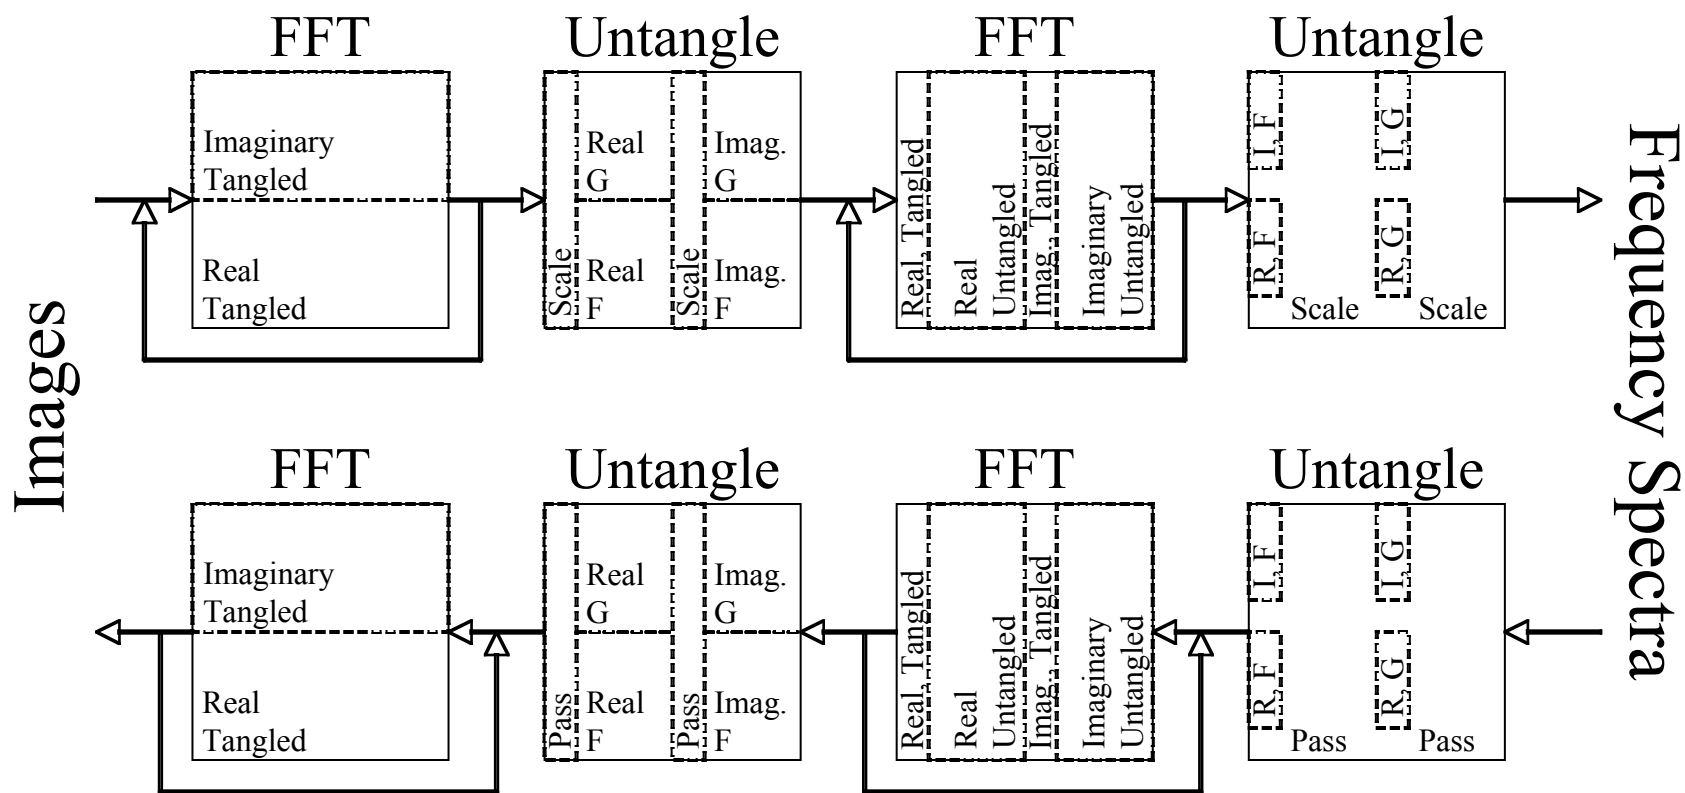 FFT
Untangle
FFT
Untangle
Imaginary
Tangled
Real
Tangled
Scale
Real
G
Real
F
Scale
Imag.
G
Imag.
F
Real, Tangled
Real
Untangled
Imag., Tangled
Imaginary
Untangled
I, F
R, F
Scale
I, G
R, G
Scale
Images
Frequency Spectra
FFT
Untangle
FFT
Untangle
Imaginary
Tangled
Real
Tangled
Pass
Real
G
Real
F
Pass
Imag.
G
Imag.
F
Real, Tangled
Real
Untangled
Imag., Tangled
Imaginary
Untangled
I, F
R, F
Pass
I, G
R, G
Pass